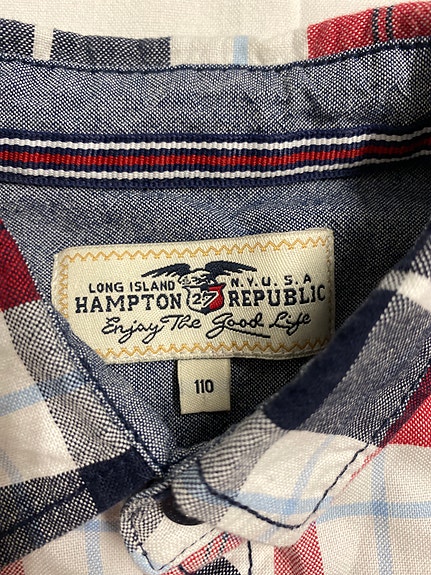 LONG ISLAND N.Y.U.S.A
HAMPTON 27 REPUBLIC
Enjoy The Good Life
110